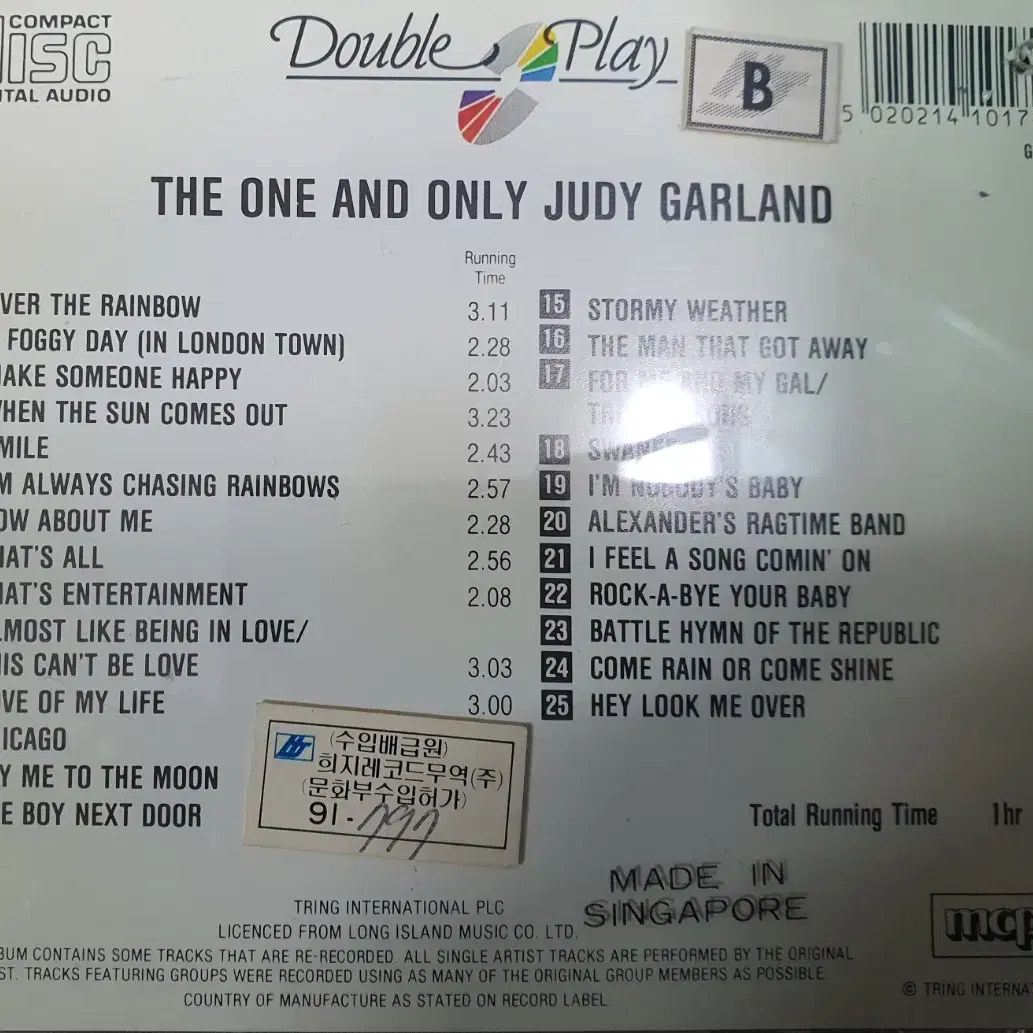 COMPACT
DISC
ITAL AUDIO
Double Play
B
5 020214 1017
G
THE ONE AND ONLY JUDY GARLAND
Running
Time
VER THE RAINBOW 3.11
FOGGY DAY (IN LONDON TOWN) 2.28
AKE SOMEONE HAPPY 2.03
HEN THE SUN COMES OUT 3.23
MILE 2.43
M ALWAYS CHASING RAINBOWS 2.57
OW ABOUT ME 2.28
HAT'S ALL 2.56
HAT'S ENTERTAINMENT 2.08
LMOST LIKE BEING IN LOVE/
HIS CAN'T BE LOVE 3.03
OVE OF MY LIFE 3.00
HICAGO
Y ME TO THE MOON
E BOY NEXT DOOR
15 STORMY WEATHER
16 THE MAN THAT GOT AWAY
17 FOR ME AND MY GAL/
18 SWANEE
19 I'M NOBODY'S BABY
20 ALEXANDER'S RAGTIME BAND
21 I FEEL A SONG COMIN' ON
22 ROCK-A-BYE YOUR BABY
23 BATTLE HYMN OF THE REPUBLIC
24 COME RAIN OR COME SHINE
25 HEY LOOK ME OVER
(수입배급원)
희지레코드무역(주)
(문화부수입허가)
91-797
Total Running Time 1hr
MADE IN
SINGAPORE
mcp
TRING INTERNATIONAL PLC
LICENCED FROM LONG ISLAND MUSIC CO. LTD.
BUM CONTAINS SOME TRACKS THAT ARE RE-RECORDED. ALL SINGLE ARTIST TRACKS ARE PERFORMED BY THE ORIGINAL
ST. TRACKS FEATURING GROUPS WERE RECORDED USING AS MANY OF THE ORIGINAL GROUP MEMBERS AS POSSIBLE.
COUNTRY OF MANUFACTURE AS STATED ON RECORD LABEL.
© TRING INTERNA